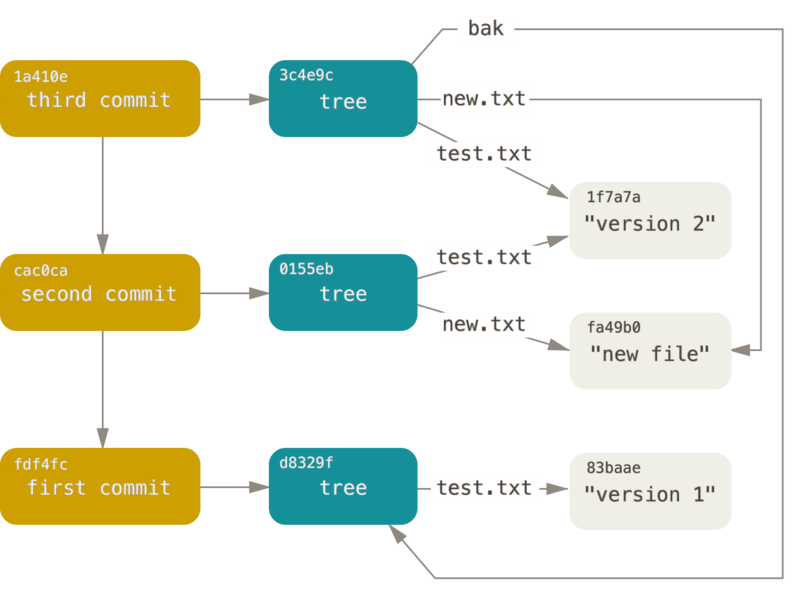 bak
1a410e
third commit
3c4e9c
tree
new.txt
test.txt
1f7a7a
"version 2"
cac0ca
second commit
0155eb
tree
test.txt
new.txt
fa49b0
"new file"
fdf4fc
first commit
d8329f
tree
test.txt
83baae
"version 1"